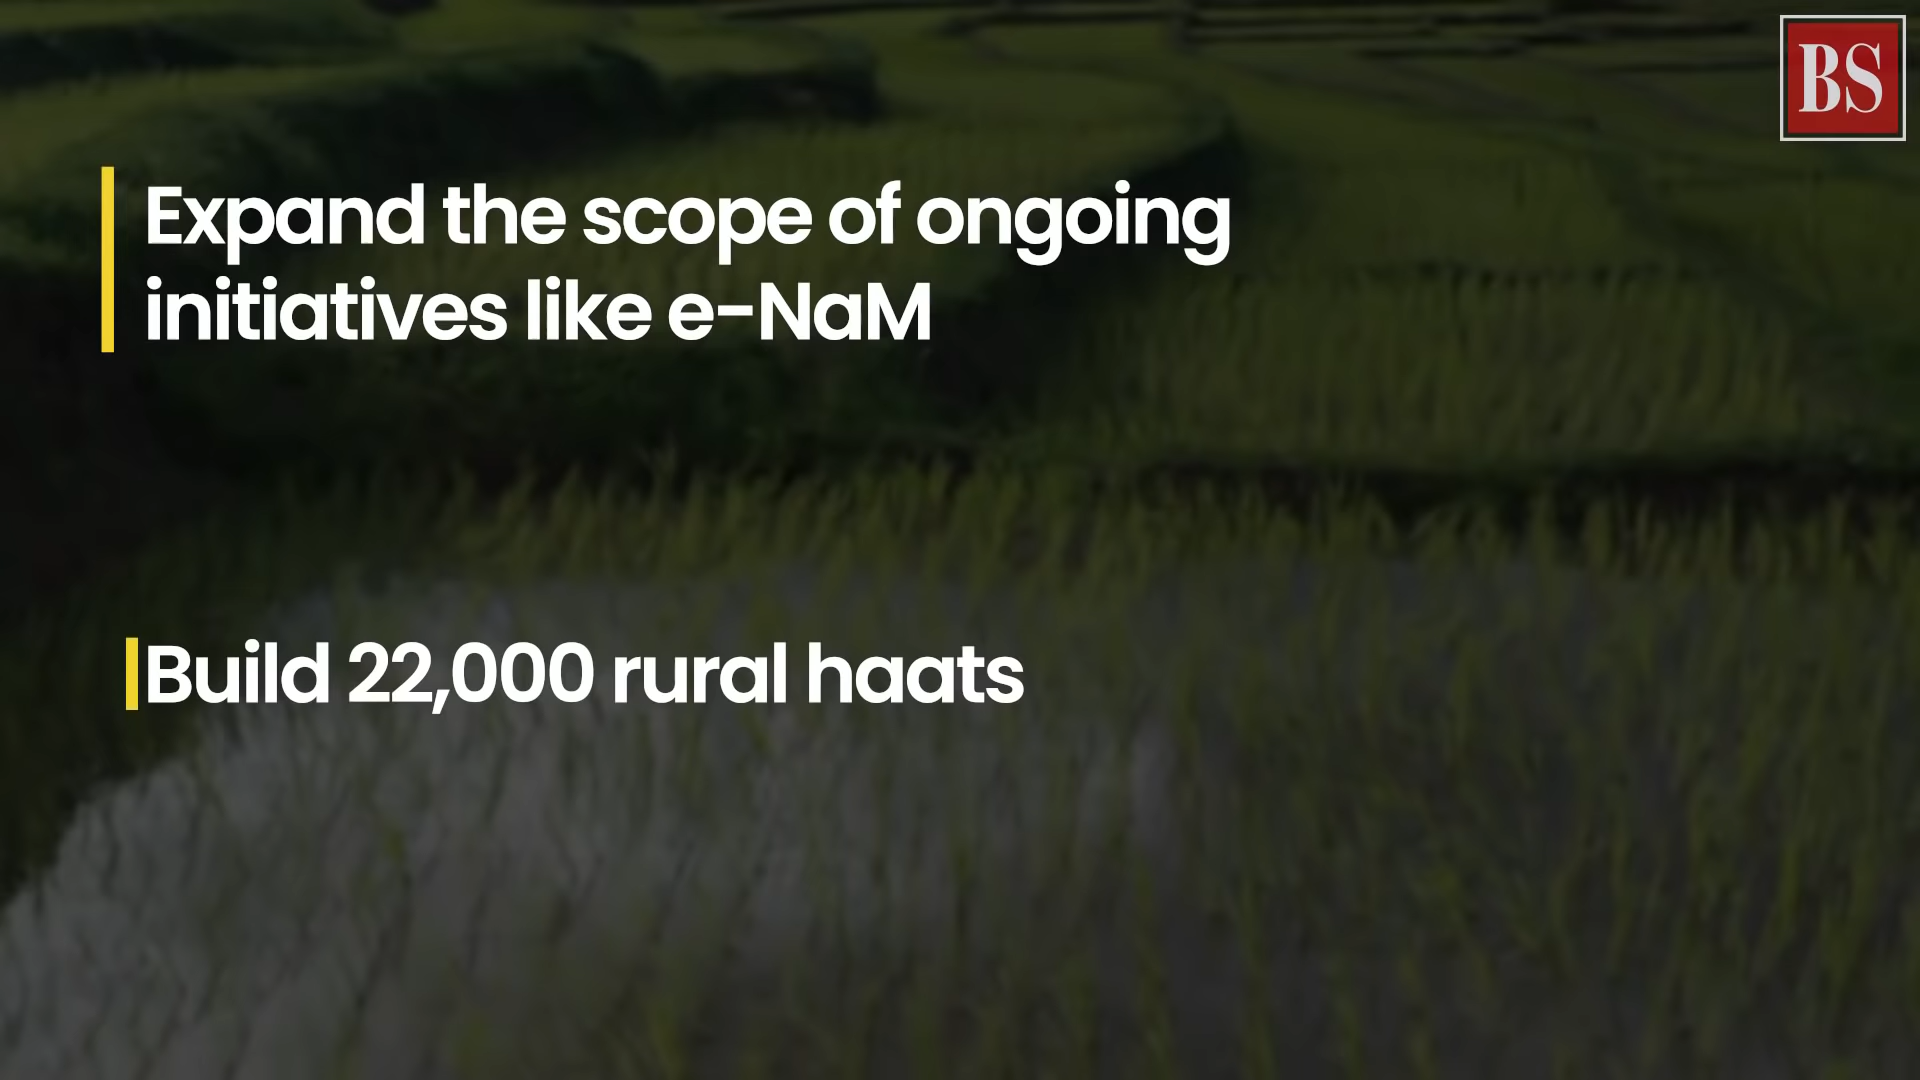 BS
Expand the scope of ongoing
initiatives like e-NaM
Build 22,000 rural haats